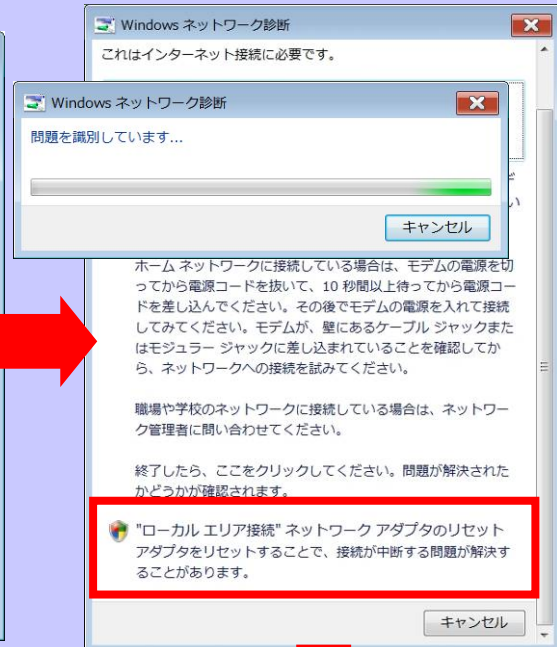 Windows ネットワーク診断
これはインターネット接続に必要です。
Windows ネットワーク診断
問題を識別しています...
キャンセル
ホーム ネットワークに接続している場合は、モデムの電源を切
ってから電源コードを抜いて、10 秒間以上待ってから電源コー
ドを差し込んでください。その後でモデムの電源を入れて接続
してみてください。モデムが、壁にあるケーブル ジャックまた
はモジュラー ジャックに差し込まれていることを確認してか
ら、ネットワークへの接続を試みてください。
職場や学校のネットワークに接続している場合は、ネットワー
ク管理者に問い合わせてください。
終了したら、ここをクリックしてください。問題が解決された
かどうかが確認されます。
"ローカル エリア接続" ネットワーク アダプタのリセット
アダプタをリセットすることで、接続が中断する問題が解決す
ることがあります。
キャンセル